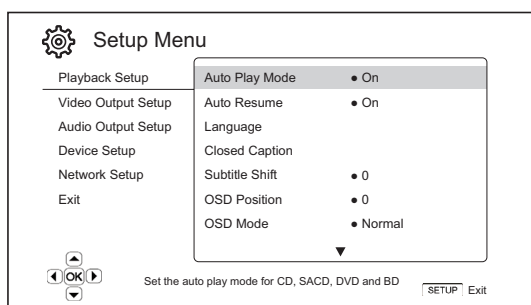 Setup Menu
Playback Setup
Video Output Setup
Audio Output Setup
Device Setup
Network Setup
Exit
Auto Play Mode ● On
Auto Resume ● On
Language
Closed Caption
Subtitle Shift ● 0
OSD Position ● 0
OSD Mode ● Normal
▼
OK
Set the auto play mode for CD, SACD, DVD and BD
SETUP Exit